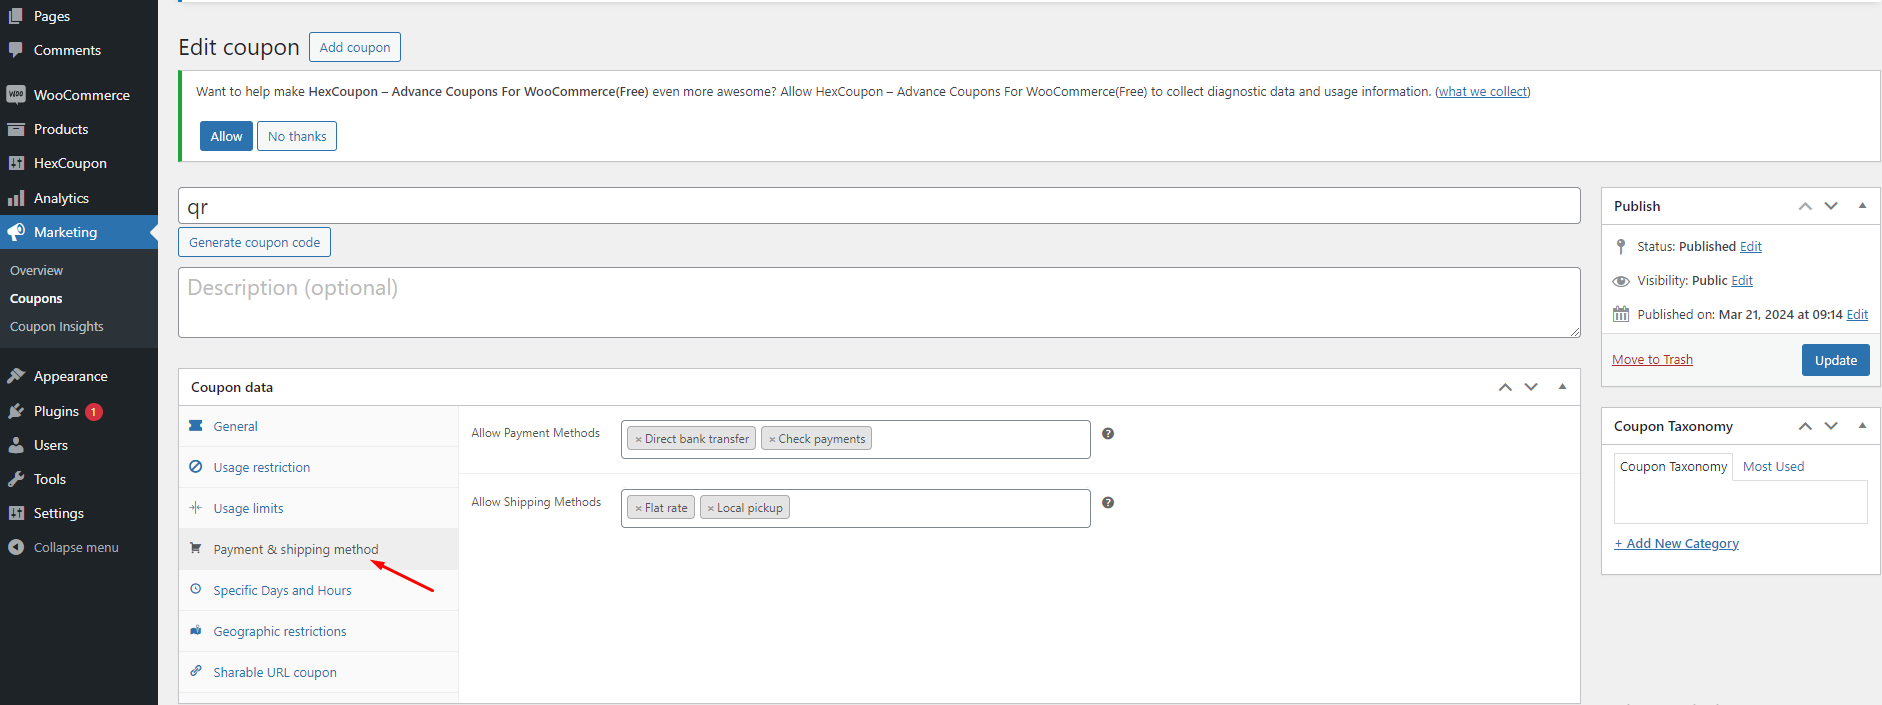 Pages
Comments
WooCommerce
Products
HexCoupon
Analytics
Marketing
Overview
Coupons
Coupon Insights
Appearance
Plugins 1
Users
Tools
Settings
Collapse menu
Edit coupon Add coupon
Want to help make HexCoupon – Advance Coupons For WooCommerce(Free) even more awesome? Allow HexCoupon – Advance Coupons For WooCommerce(Free) to collect diagnostic data and usage information. (what we collect)
Allow No thanks
qr
Generate coupon code
Description (optional)
Coupon data
General
Usage restriction
Usage limits
Payment & shipping method
Specific Days and Hours
Geographic restrictions
Sharable URL coupon
Allow Payment Methods × Direct bank transfer × Check payments ?
Allow Shipping Methods × Flat rate × Local pickup ?
Publish
Status: Published Edit
Visibility: Public Edit
Published on: Mar 21, 2024 at 09:14 Edit
Move to Trash Update
Coupon Taxonomy
Coupon Taxonomy Most Used
+ Add New Category